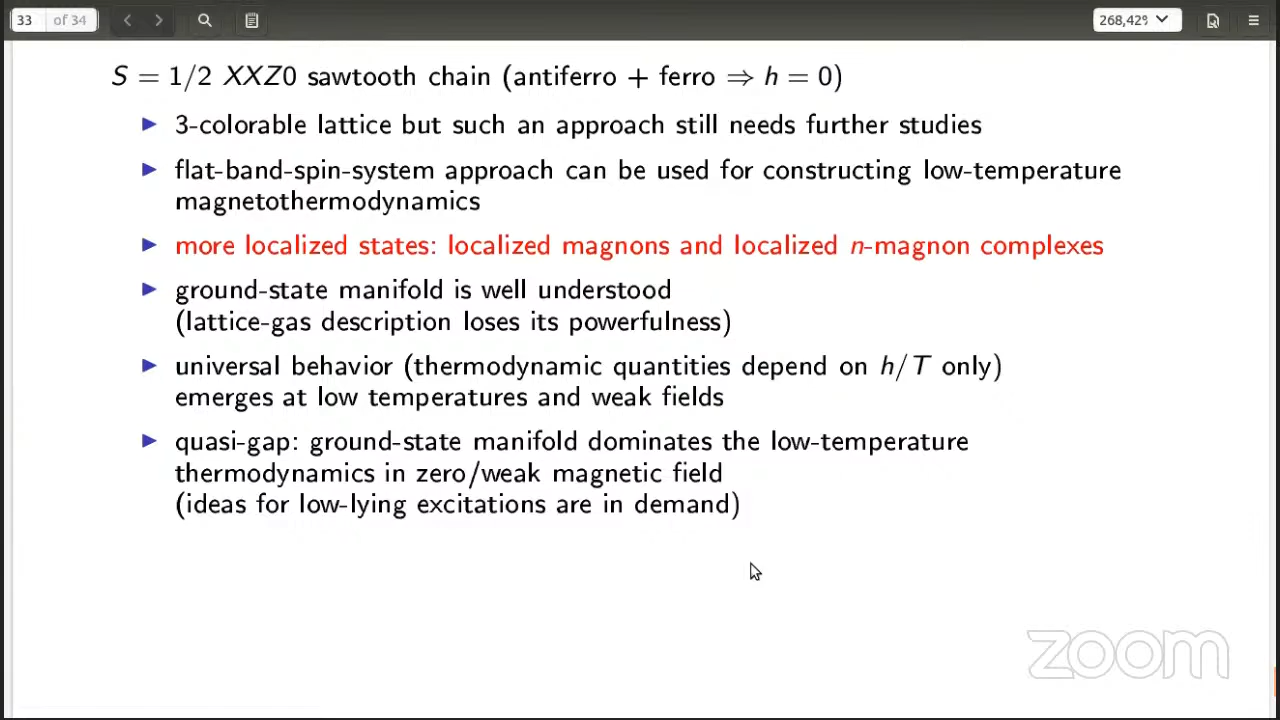 33 of 34
268,42%
S = 1/2 XXZ0 sawtooth chain (antiferro + ferro ⇒ h = 0)
▶ 3-colorable lattice but such an approach still needs further studies
▶ flat-band-spin-system approach can be used for constructing low-temperature
magnetothermodynamics
▶ more localized states: localized magnons and localized n-magnon complexes
▶ ground-state manifold is well understood
(lattice-gas description loses its powerfulness)
▶ universal behavior (thermodynamic quantities depend on h/T only)
emerges at low temperatures and weak fields
▶ quasi-gap: ground-state manifold dominates the low-temperature
thermodynamics in zero/weak magnetic field
(ideas for low-lying excitations are in demand)
zoom